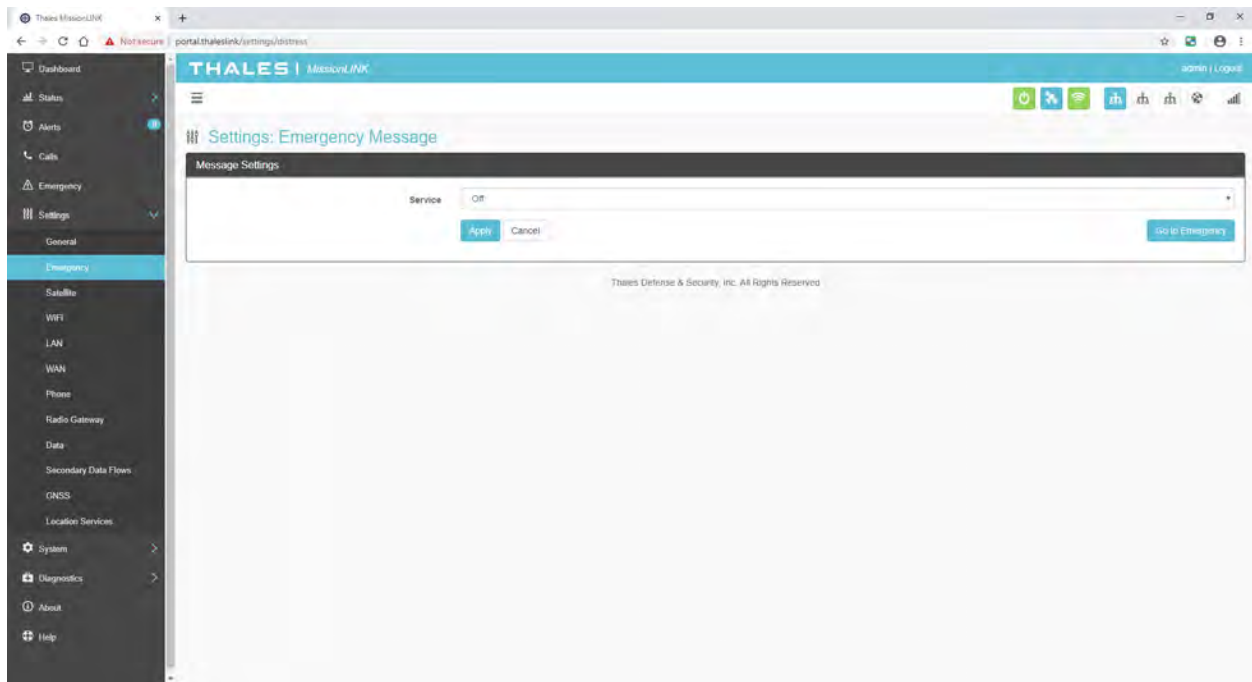 Thales MissionLINK
Not secure
portal.thaleslink/settings/distress
THALES | MissionLINK
admin | Logout
Dashboard
Status
Alerts
Calls
Emergency
Settings
General
Emergency
Satellite
WiFi
LAN
WAN
Phone
Radio Gateway
Data
Secondary Data Flows
GNSS
Location Services
System
Diagnostics
About
Help
Settings: Emergency Message
Message Settings
Service
Off
Apply
Cancel
Go to Emergency
Thales Defense & Security, Inc. All Rights Reserved